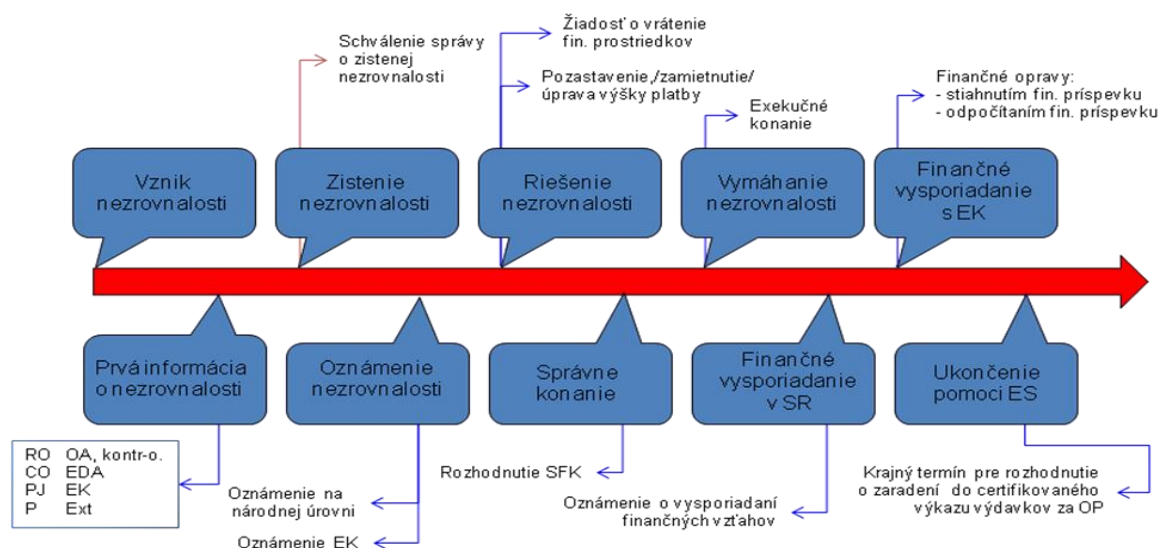 Schválenie správy
o zistenej
nezrovnalosti
Žiadosť o vrátenie
fin. prostriedkov
Pozastavenie,/zamietnutie/
úprava výšky platby
Exekučné
konanie
Finančné opravy:
- stiahnutím fin. príspevku
- odpočítaním fin. príspevku
Vznik
nezrovnalosti
Zistenie
nezrovnalosti
Riešenie
nezrovnalosti
Vymáhanie
nezrovnalosti
Finančné
vysporiadanie
s EK
Prvá informácia
o nezrovnalosti
Oznámenie
nezrovnalosti
Správne
konanie
Finančné
vysporiadanie
v SR
Ukončenie
pomoci ES
RO OA, kontr-o.
CO EDA
PJ EK
P Ext
Oznámenie na
národnej úrovni
Oznámenie EK
Rozhodnutie SFK
Oznámenie o vysporiadaní
finančných vzťahov
Krajný termín pre rozhodnutie
o zaradení do certifikovaného
výkazu výdavkov za OP